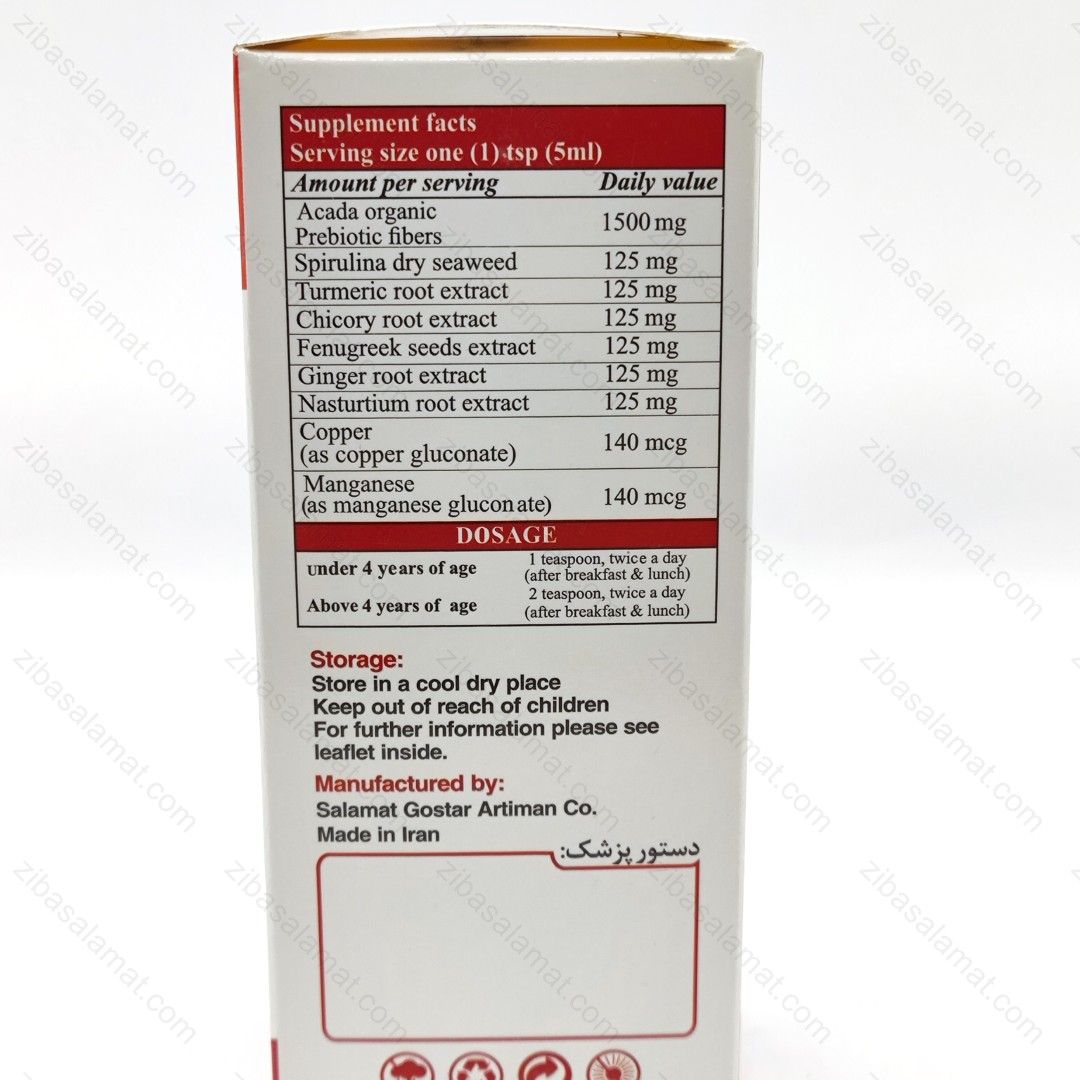 Supplement facts
Serving size one (1) tsp (5ml)
Amount per serving Daily value
Acada organic
Prebiotic fibers 1500 mg
Spirulina dry seaweed 125 mg
Turmeric root extract 125 mg
Chicory root extract 125 mg
Fenugreek seeds extract 125 mg
Ginger root extract 125 mg
Nasturtium root extract 125 mg
Copper
(as copper gluconate) 140 mcg
Manganese
(as manganese gluconate) 140 mcg
DOSAGE
under 4 years of age 1 teaspoon, twice a day
(after breakfast & lunch)
Above 4 years of age 2 teaspoon, twice a day
(after breakfast & lunch)
Storage:
Store in a cool dry place
Keep out of reach of children
For further information please see
leaflet inside.
Manufactured by:
Salamat Gostar Artiman Co.
Made in Iran
دستور پزشک:
zibasalamat.com